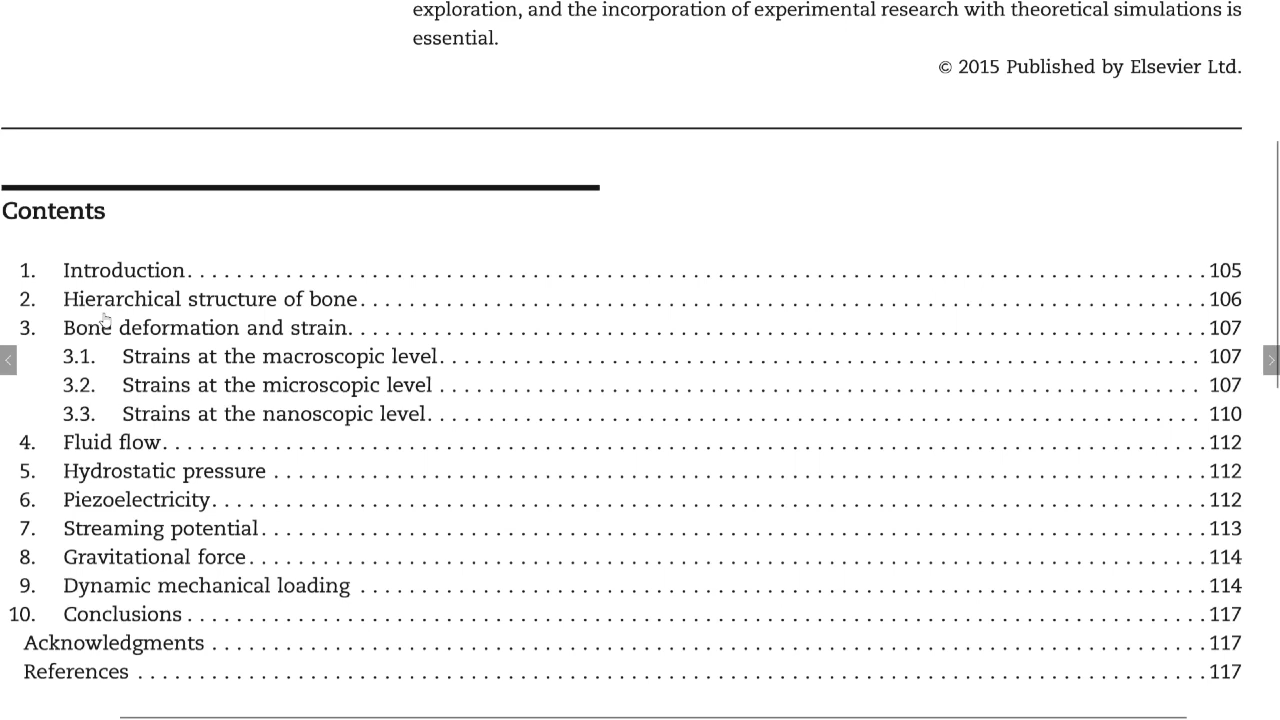 exploration, and the incorporation of experimental research with theoretical simulations is
essential.
© 2015 Published by Elsevier Ltd.
Contents
1. Introduction. . . . . . . . . . . . . . . . . . . . 105
2. Hierarchical structure of bone. . . . . . . . . . . . . . . . . . . . 106
3. Bone deformation and strain. . . . . . . . . . . . . . . . . . . . 107
3.1. Strains at the macroscopic level. . . . . . . . . . . . . . . . . . . . 107
3.2. Strains at the microscopic level . . . . . . . . . . . . . . . . . . . . 107
3.3. Strains at the nanoscopic level. . . . . . . . . . . . . . . . . . . . 110
4. Fluid flow. . . . . . . . . . . . . . . . . . . . 112
5. Hydrostatic pressure . . . . . . . . . . . . . . . . . . . . 112
6. Piezoelectricity. . . . . . . . . . . . . . . . . . . . 112
7. Streaming potential. . . . . . . . . . . . . . . . . . . . 113
8. Gravitational force. . . . . . . . . . . . . . . . . . . . 114
9. Dynamic mechanical loading . . . . . . . . . . . . . . . . . . . . 114
10. Conclusions . . . . . . . . . . . . . . . . . . . . 117
Acknowledgments . . . . . . . . . . . . . . . . . . . . 117
References . . . . . . . . . . . . . . . . . . . . 117